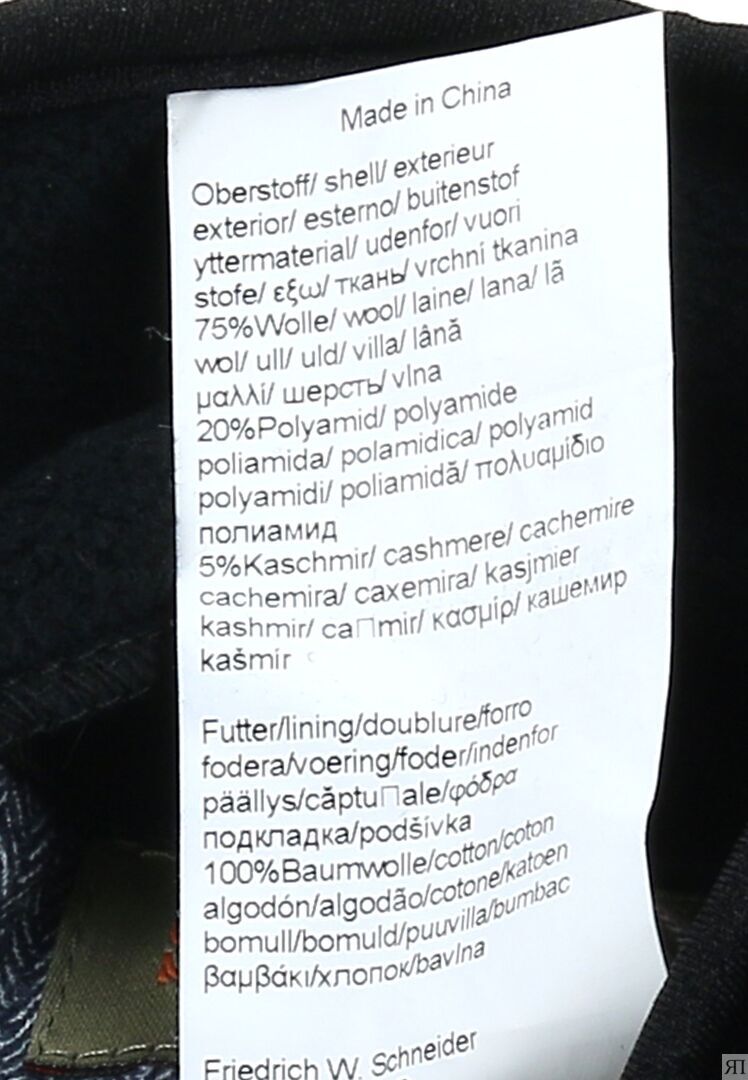 Made in China
Oberstoff/ shell/ exterieur
exterior/ esterno/ buitenstof
yttermaterial/ udenfor/ vuori
stofe/ εξω/ ткань/ vrchní tkanina
75%Wolle/ wool/ laine/ lana/ lã
wol/ ull/ uld/ villa/ lână
μαλλί/ шерсть/ vlna
20%Polyamid/ polyamide
poliamida/ polamidica/ polyamid
polyamidi/ poliamidă/ πολυαμίδιο
полиамид
5%Kaschmir/ cashmere/ cachemire
cachemira/ caxemira/ kasjmier
kashmir/ ca□mir/ κασμίρ/ кашемир
kašmír
Futter/lining/doublure/forro
fodera/voering/foder/indenfor
päällys/căptu□ale/φόδρα
подкладка/podšívka
100%Baumwolle/cotton/coton
algodón/algodão/cotone/katoen
bomull/bomuld/puuvilla/bumbac
βαμβάκι/хлопок/bavlna
Friedrich W. Schneider
ЯП